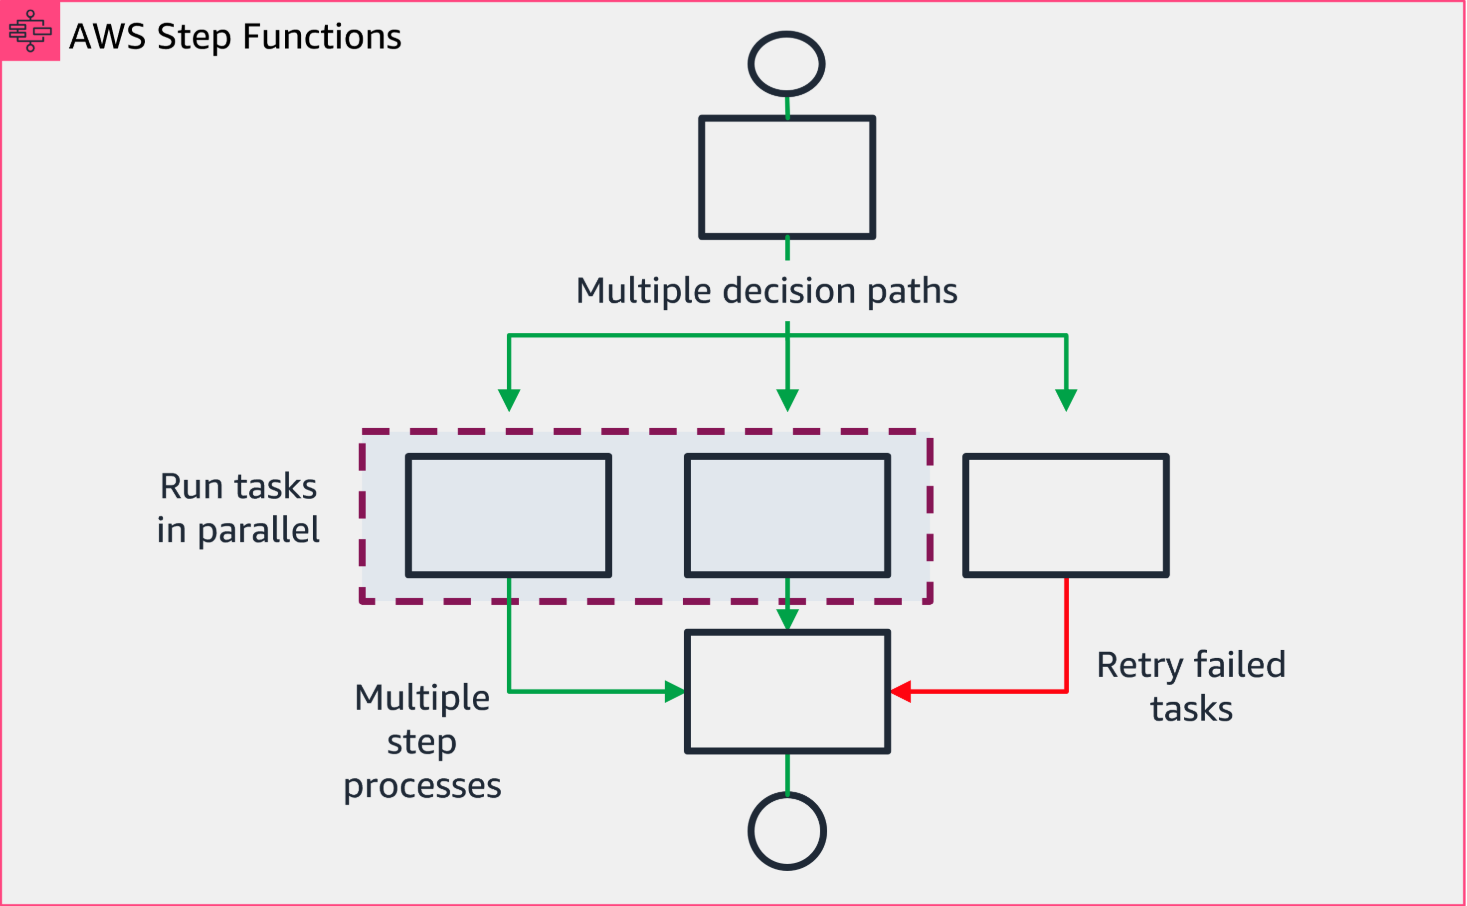 AWS Step Functions
Multiple decision paths
Run tasks
in parallel
Multiple
step
processes
Retry failed
tasks